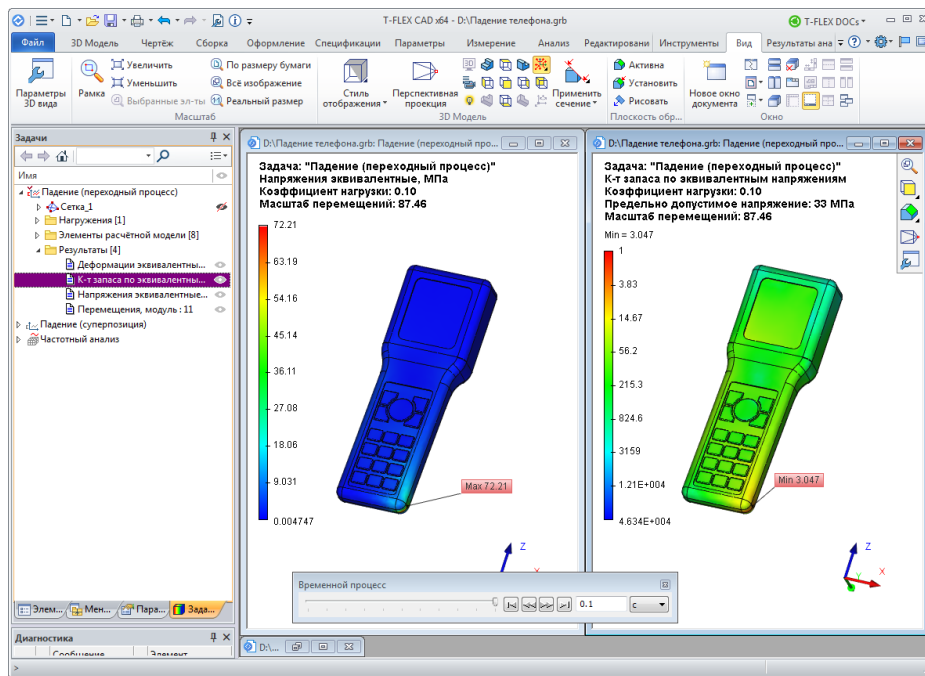 T-FLEX CAD x64 - D:\Падение телефона.grb
T-FLEX DOCs
Файл 3D Модель Чертёж Сборка Оформление Спецификации Параметры Измерение Анализ Редактировани Инструменты Вид Результаты ана
Параметры 3D вида
Рамка
Увеличить
Уменьшить
Выбранные эл-ты
По размеру бумаги
Всё изображение
Реальный размер
Масштаб
Стиль отображения
Перспективная проекция
Применить сечение
3D Модель
Активна
Установить
Рисовать
Плоскость обр...
Новое окно документа
Окно
Задачи
Имя
Падение (переходный процесс)
Сетка_1
Нагружения [1]
Элементы расчётной модели [8]
Результаты [4]
Деформации эквивалентны...
К-т запаса по эквивалентны...
Напряжения эквивалентные...
Перемещения, модуль : 11
Падение (суперпозиция)
Частотный анализ
Элем... Мен... Пара... Зада...
Диагностика
Сообщение Элемент
>
D:\Падение телефона.grb: Падение (переходный про...
Задача: "Падение (переходный процесс)"
Напряжения эквивалентные, МПа
Коэффициент нагрузки: 0.10
Масштаб перемещений: 87.46
72.21
63.19
54.16
45.14
36.11
27.08
18.06
9.031
0.004747
Max 72.21
Z
D:\Падение телефона.grb: Падение (переходный про...
Задача: "Падение (переходный процесс)"
К-т запаса по эквивалентным напряжениям
Коэффициент нагрузки: 0.10
Предельно допустимое напряжение: 33 МПа
Масштаб перемещений: 87.46
Min = 3.047
1
3.83
14.67
56.2
215.3
824.6
3159
1.21E+004
4.634E+004
Min 3.047
Z
X
Y
Временной процесс
0.1 с
D:\...